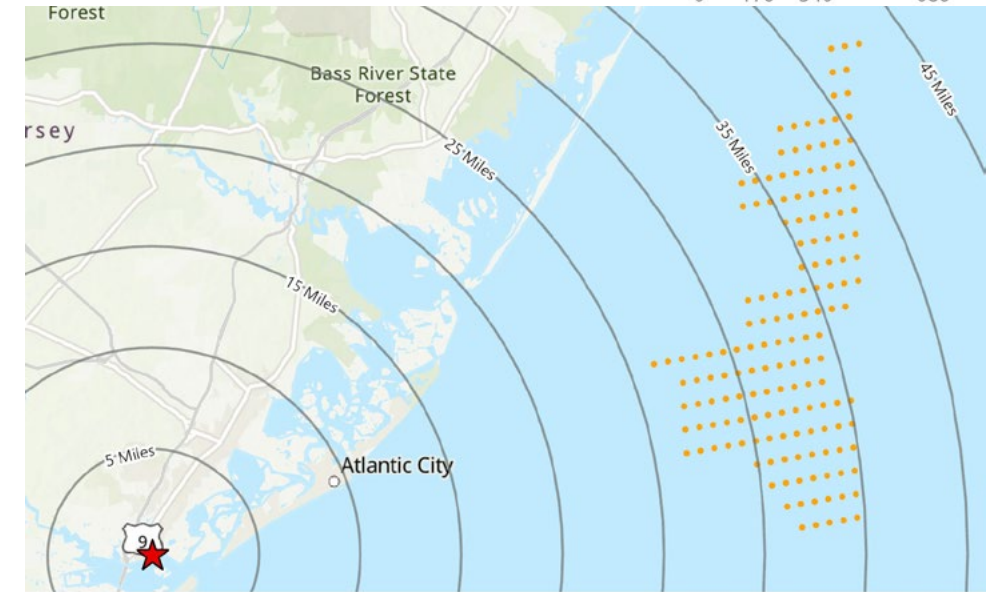 Forest
Bass River State
Forest
rsey
45 Miles
35 Miles
25 Miles
15 Miles
5 Miles
Atlantic City
9